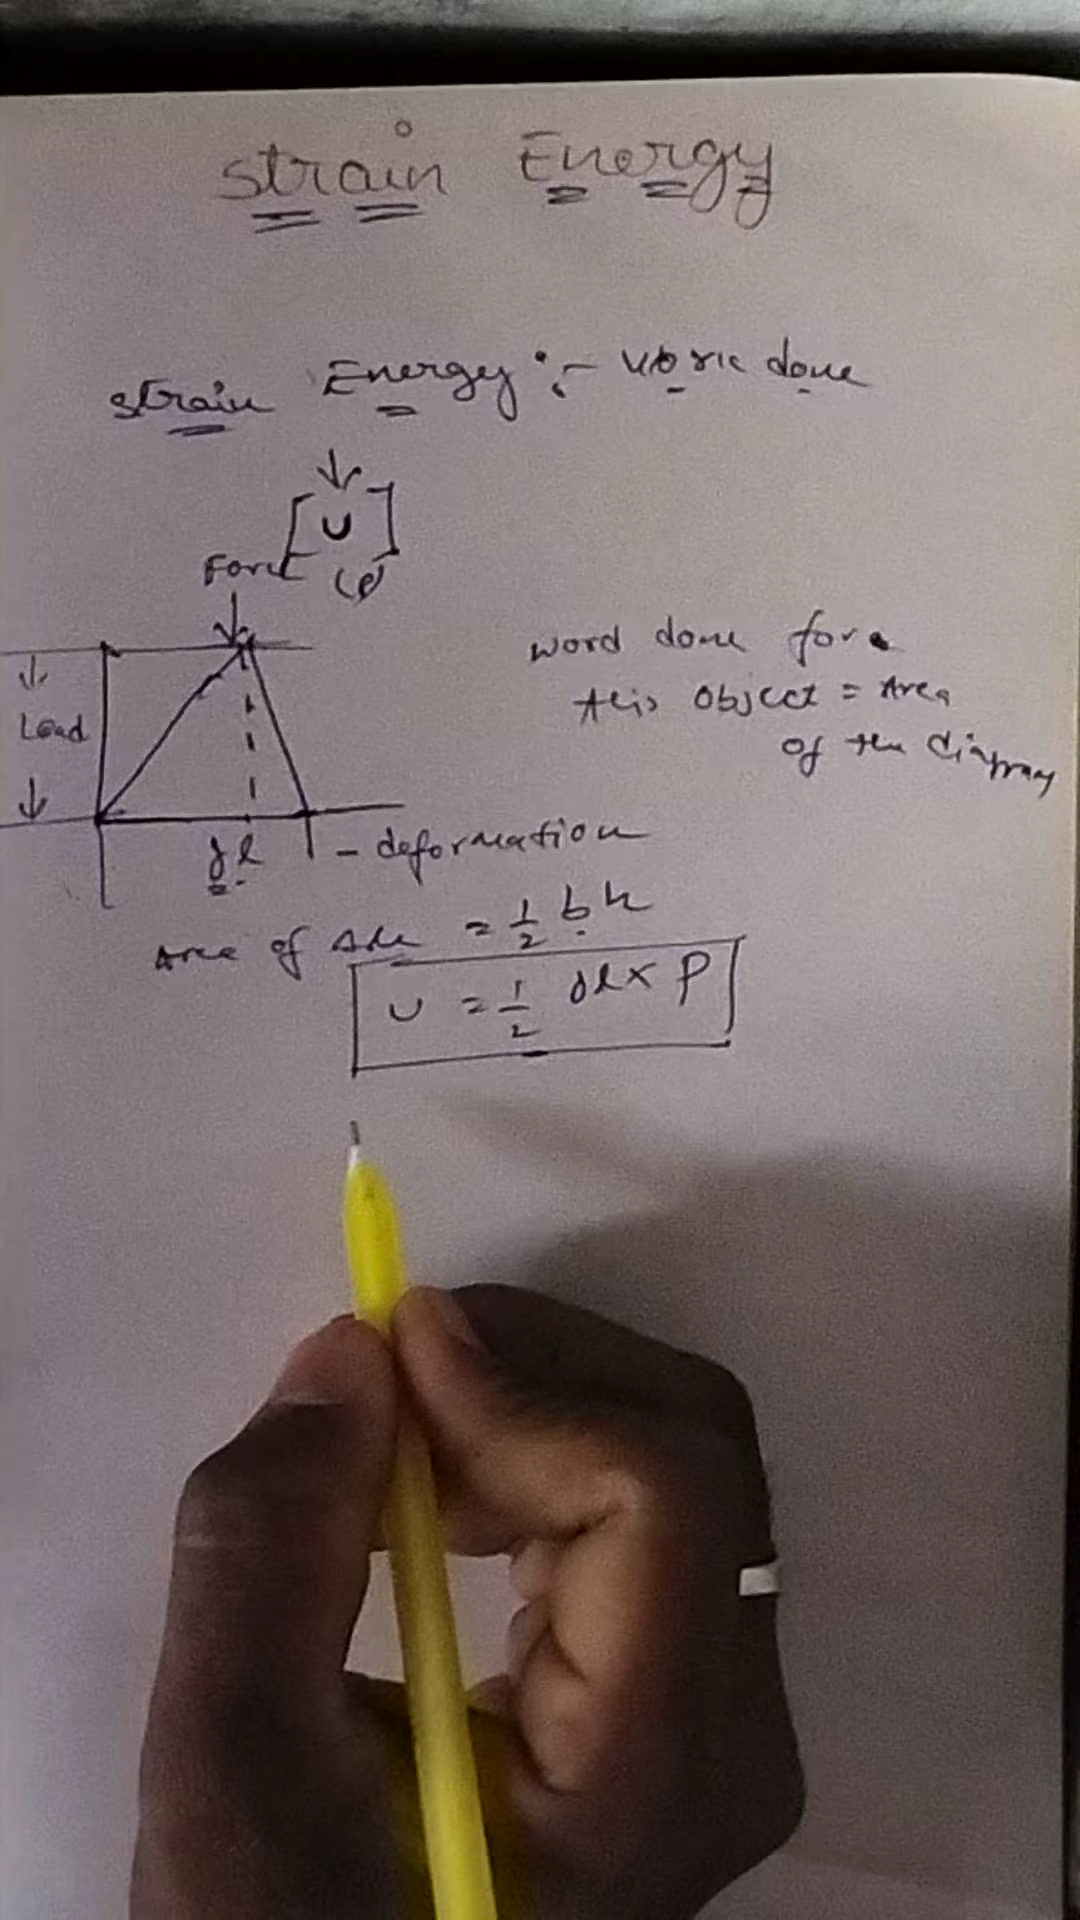 Strain Energy
Strain Energy :- work done
↓
[U]
Force (P)
↓
word done for
this object = Area
of the diagram
↓
Load
↓
δl - deformation
Area of Δle = 1/2 bh
U = 1/2 δl x P